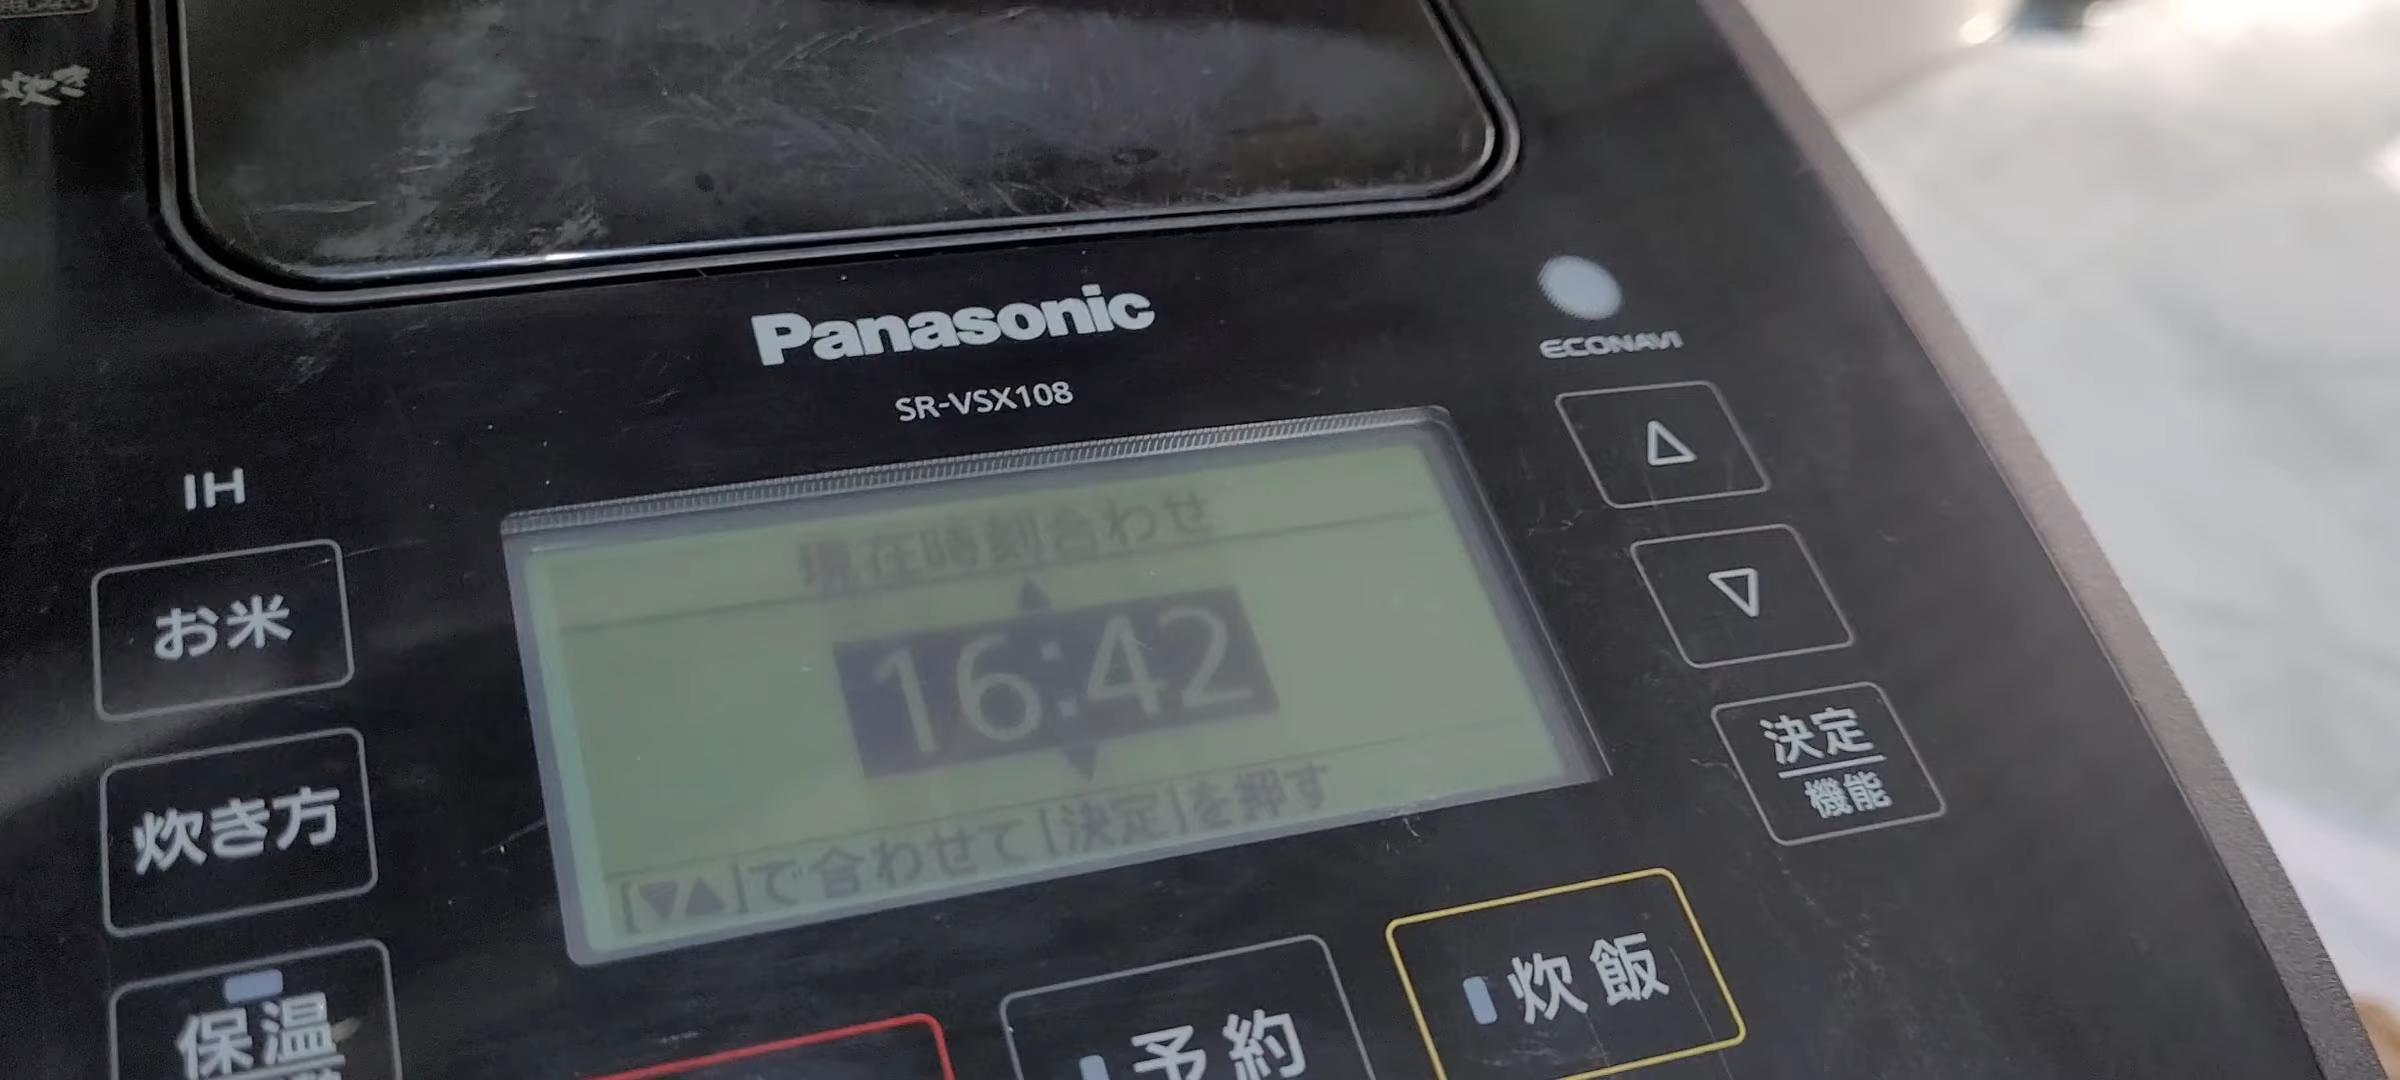 炊き
Panasonic
SR-VSX108
ECONAVI
IH
現在時刻合わせ
△
16:42
▽
[▼▲]で合わせて[決定]を押す
お米
炊き方
保温
決定
機能
予約
炊飯